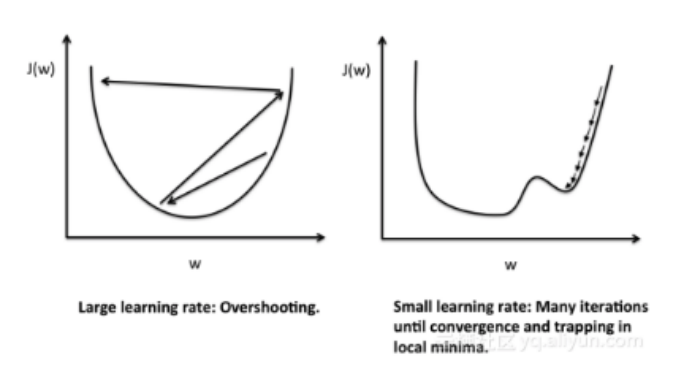 J(w)
w
Large learning rate: Overshooting.
J(w)
w
Small learning rate: Many iterations
until convergence and trapping in
local minima.
yq.aliyun.com